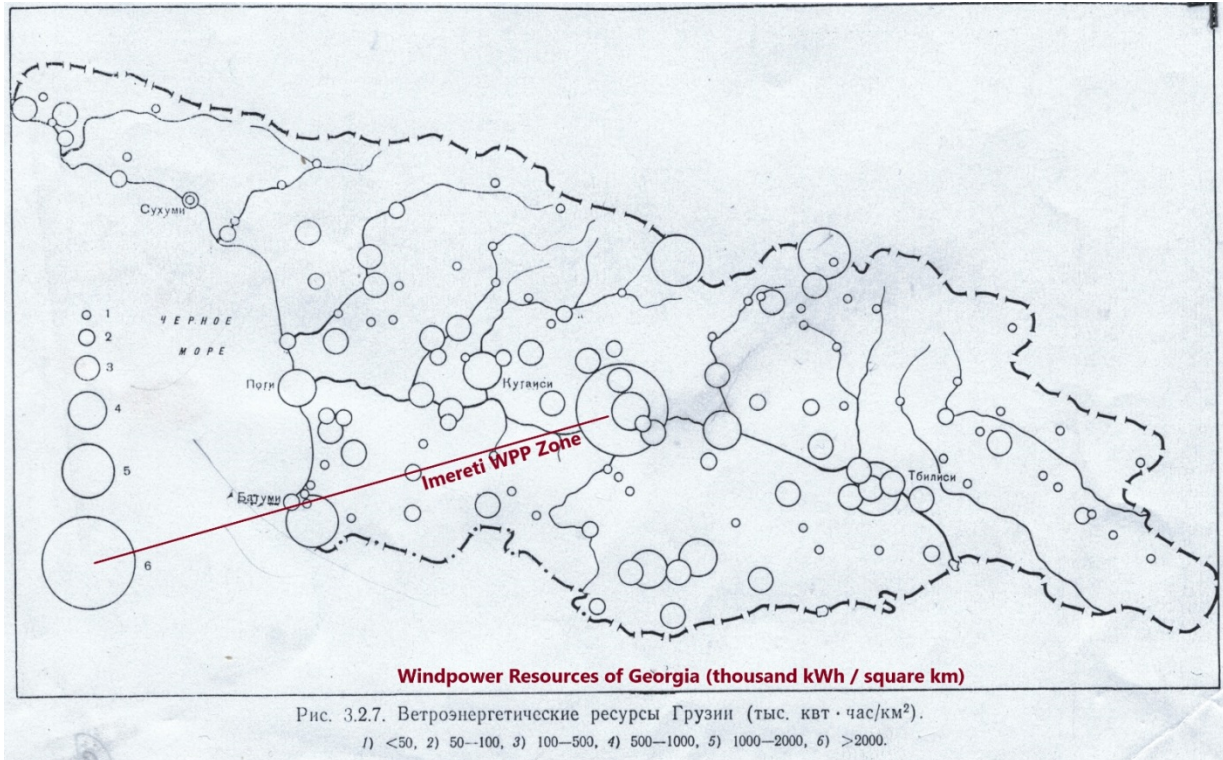 Сухуми
1
2
3
4
5
6
ЧЕРНОЕ
МОРЕ
Поти
Кутаиси
Батуми
Тбилиси
Imereti WPP Zone
Windpower Resources of Georgia (thousand kWh / square km)
Рис. 3.2.7. Ветроэнергетические ресурсы Грузии (тыс. квт · час/км²).
1) <50, 2) 50—100, 3) 100—500, 4) 500—1000, 5) 1000—2000, 6) >2000.